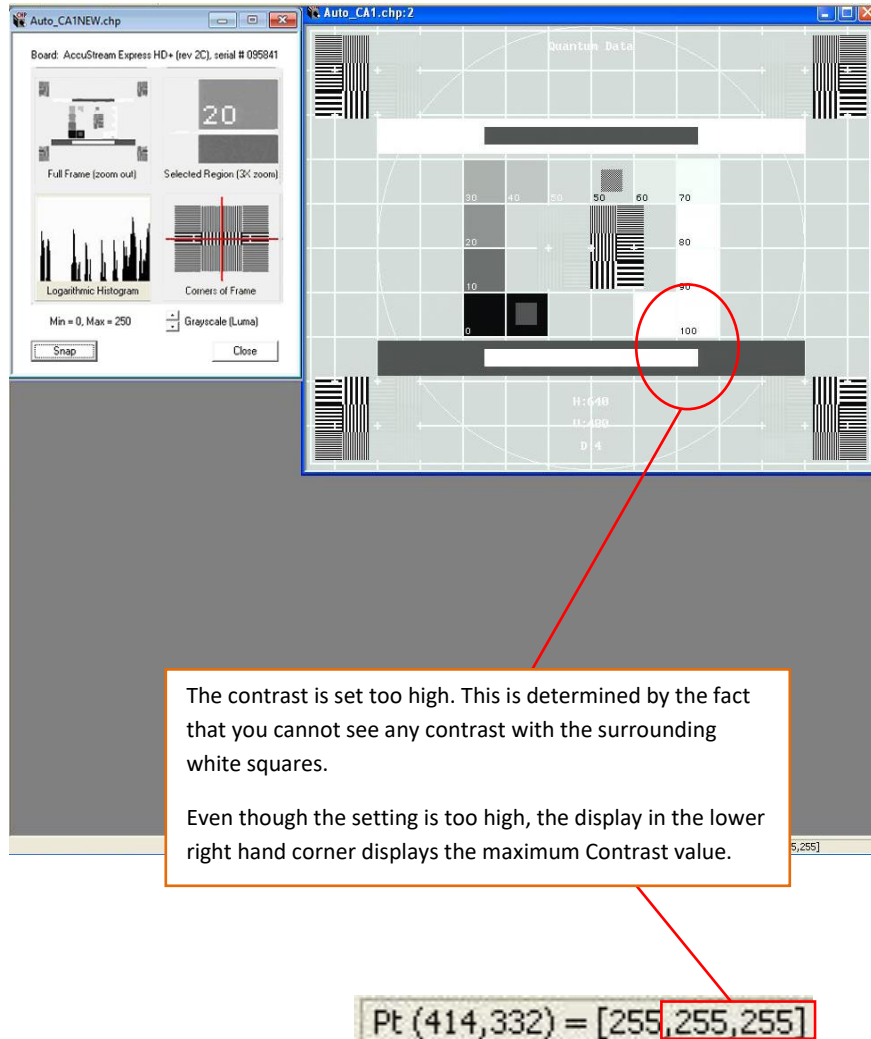 Auto_CA1NEW.chp
Board: AccuStream Express HD+ (rev 2C), serial # 095841
20
Full Frame (zoom out)
Selected Region (3X zoom)
Logarithmic Histogram
Corners of Frame
Min = 0, Max = 250
Grayscale (Luma)
Snap
Close
Auto_CA1.chp:2
Quantum Data
30 40 50 50 60 70
20 80
10 90
0 100
H:640
V:480
D 4
The contrast is set too high. This is determined by the fact
that you cannot see any contrast with the surrounding
white squares.
Even though the setting is too high, the display in the lower
right hand corner displays the maximum Contrast value.
5,255]
Pt (414,332) = [255,255,255]